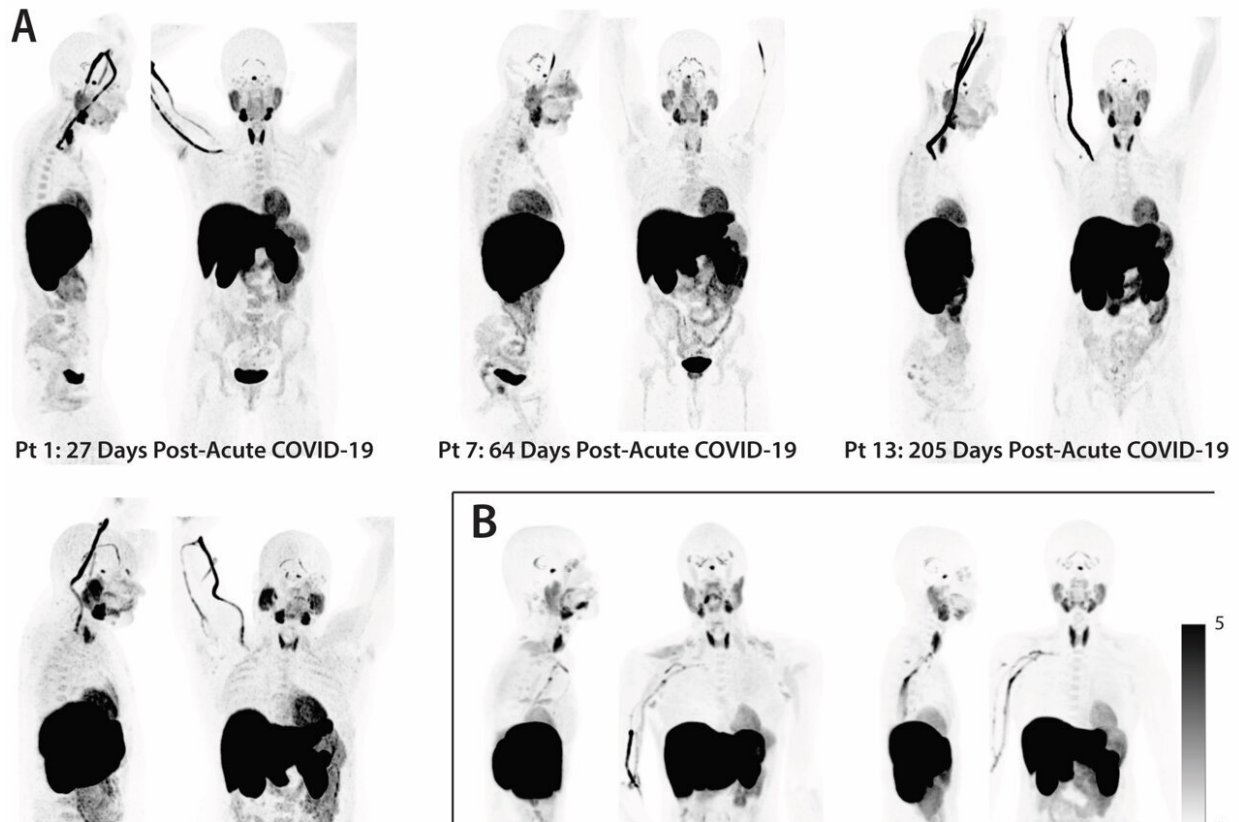 A
Pt 1: 27 Days Post-Acute COVID-19
Pt 7: 64 Days Post-Acute COVID-19
Pt 13: 205 Days Post-Acute COVID-19
B
5